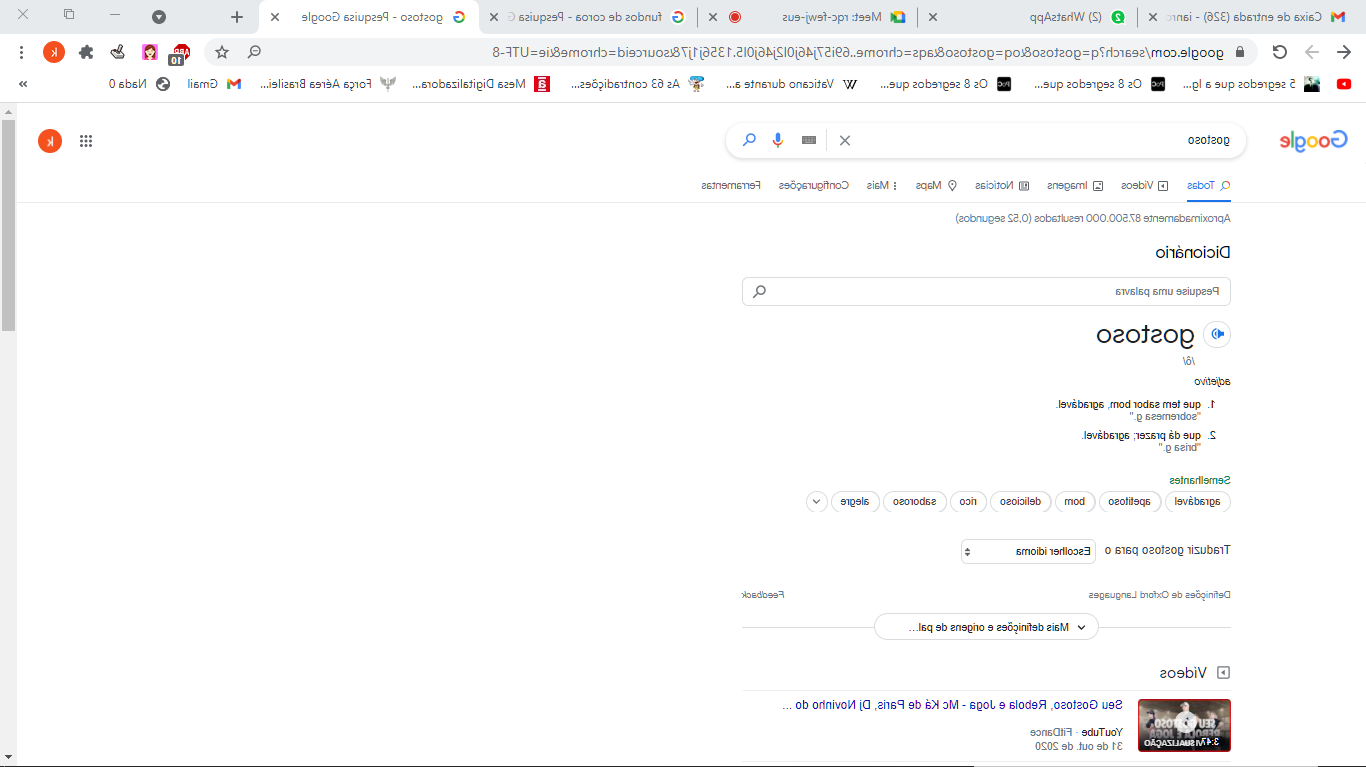 Caixa de entrada (326) - ianro (2) WhatsApp Meet: rqc-fewj-eus fundos de coroa - Pesquisa G gostoso - Pesquisa Google
google.com/search?q=gostoso&oq=gostoso&aqs=chrome..69i57j46j0l2j46j0l5.1356j1j7&sourceid=chrome&ie=UTF-8 ABP 10 k
5 segredos que a Ig... Os 8 segredos que... Os 8 segredos que... Vaticano durante a... As 63 contradições... Mesa Digitalizadora... Força Aérea Brasilei... Gmail Nada 0 »
Google gostoso k
Todas Vídeos Imagens Notícias Maps Mais Configurações Ferramentas
Aproximadamente 87.500.000 resultados (0,52 segundos)
Dicionário
Pesquise uma palavra
gostoso
/ô/
adjetivo
1. que tem sabor bom, agradável.
"sobremesa g."
2. que dá prazer; agradável.
"brisa g."
Semelhantes
agradável apetitoso bom delicioso rico saboroso alegre
Traduzir gostoso para o Escolher idioma
Definições de Oxford Languages Feedback
Mais definições e origens de pal...
Vídeos
Seu Gostoso, Rebola e Joga - Mc Ká de Paris, Dj Novinho do ...
YouTube · FitDance
31 de out. de 2020
SEU GOSTOSO
REBOLA E JOGA
3:47